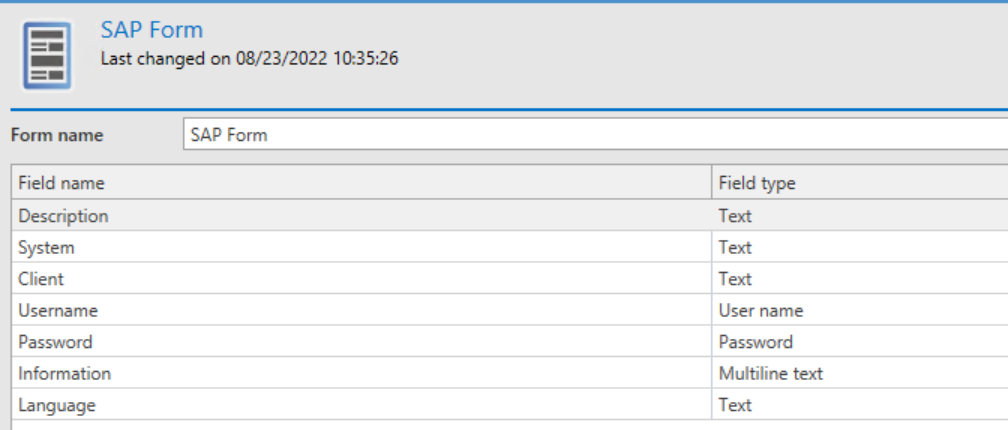 SAP Form
Last changed on 08/23/2022 10:35:26
Form name SAP Form
Field name Field type
Description Text
System Text
Client Text
Username User name
Password Password
Information Multiline text
Language Text